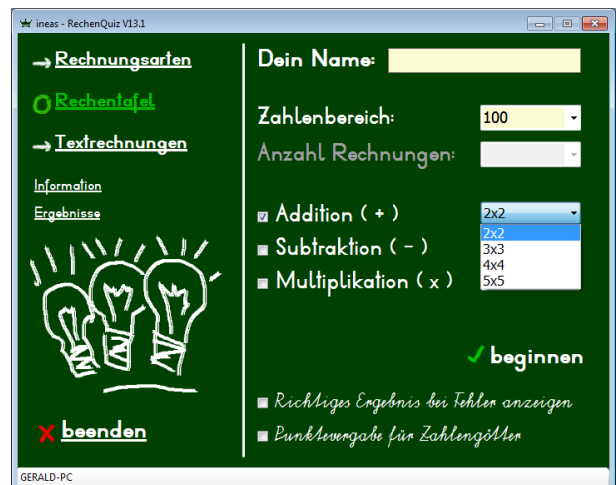 ineas - RechenQuiz V13.1
Rechnungsarten
Rechentafel
Textrechnungen
Information
Ergebnisse
beenden
Dein Name:
Zahlenbereich:
100
Anzahl Rechnungen:
Addition ( + )
2x2
2x2
3x3
4x4
5x5
Subtraktion ( - )
Multiplikation ( x )
beginnen
Richtiges Ergebnis bei Fehler anzeigen
Punktevergabe für Zahlengötter
GERALD-PC